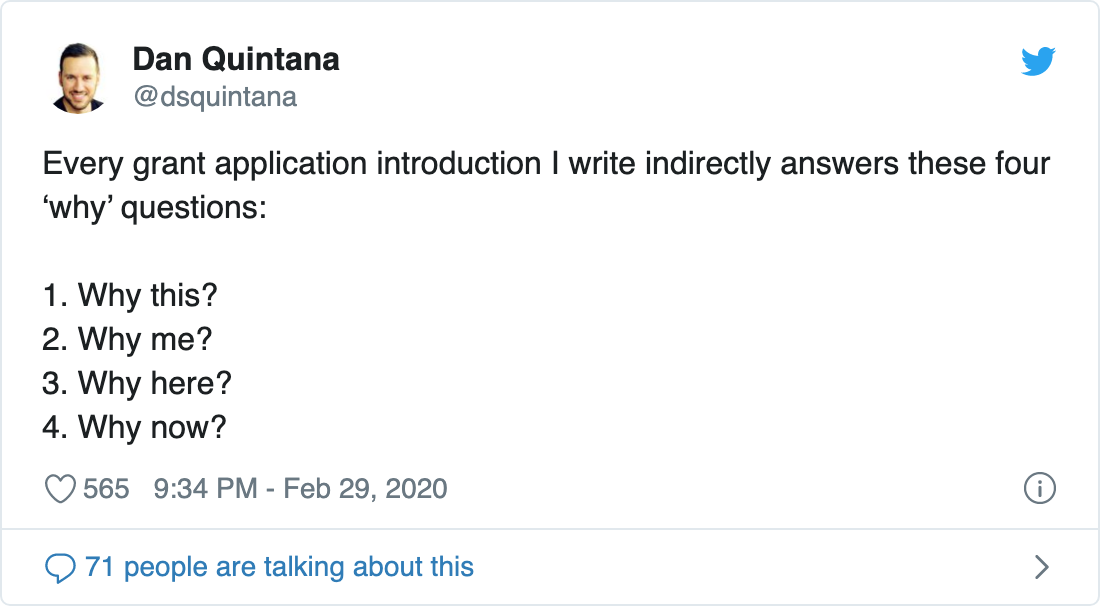 Dan Quintana
@dsquintana
Every grant application introduction I write indirectly answers these four
‘why’ questions:
1. Why this?
2. Why me?
3. Why here?
4. Why now?
565 9:34 PM - Feb 29, 2020
71 people are talking about this